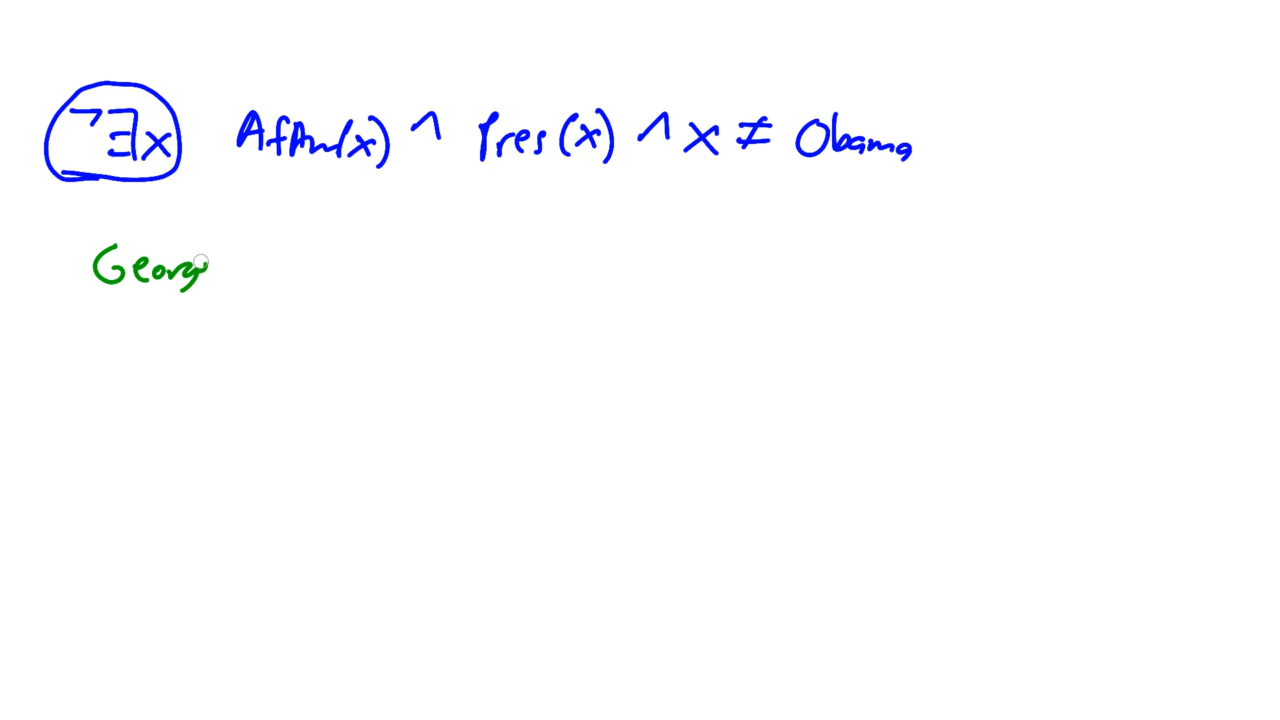 ¬∃x AfAm(x) ∧ Pres(x) ∧ x ≠ Obama
Georg